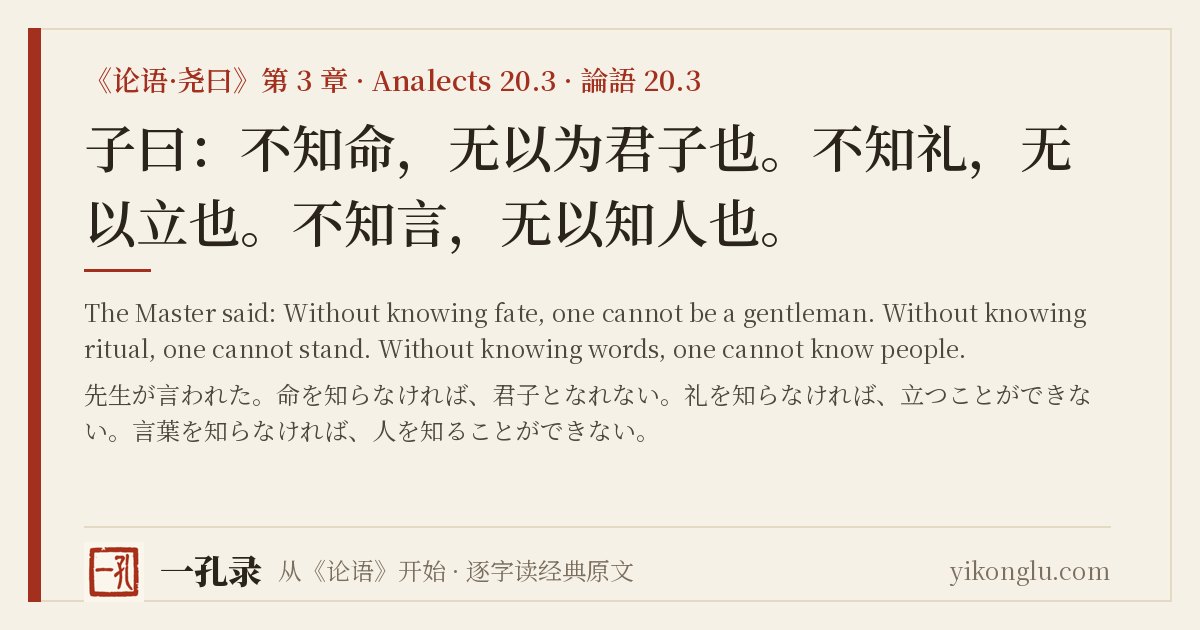 《论语·尧曰》第 3 章 · Analects 20.3 · 論語 20.3
子曰：不知命，无以为君子也。不知礼，无
以立也。不知言，无以知人也。
The Master said: Without knowing fate, one cannot be a gentleman. Without knowing
ritual, one cannot stand. Without knowing words, one cannot know people.
先生が言われた。命を知らなければ、君子となれない。礼を知らなければ、立つことができな
い。言葉を知らなければ、人を知ることができない。
一孔
一孔录 从《论语》开始 · 逐字读经典原文 yikonglu.com